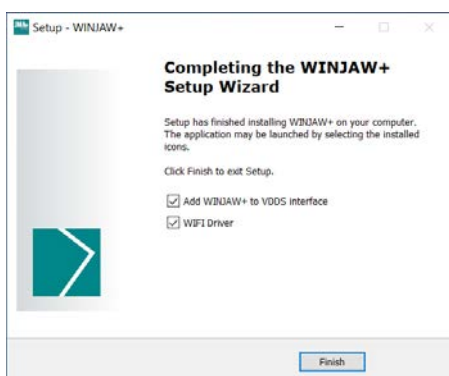 Setup - WINJAW+
Completing the WINJAW+
Setup Wizard
Setup has finished installing WINJAW+ on your computer.
The application may be launched by selecting the installed
icons.
Click Finish to exit Setup.
Add WINJAW+ to VDDS interface
WIFI Driver
Finish